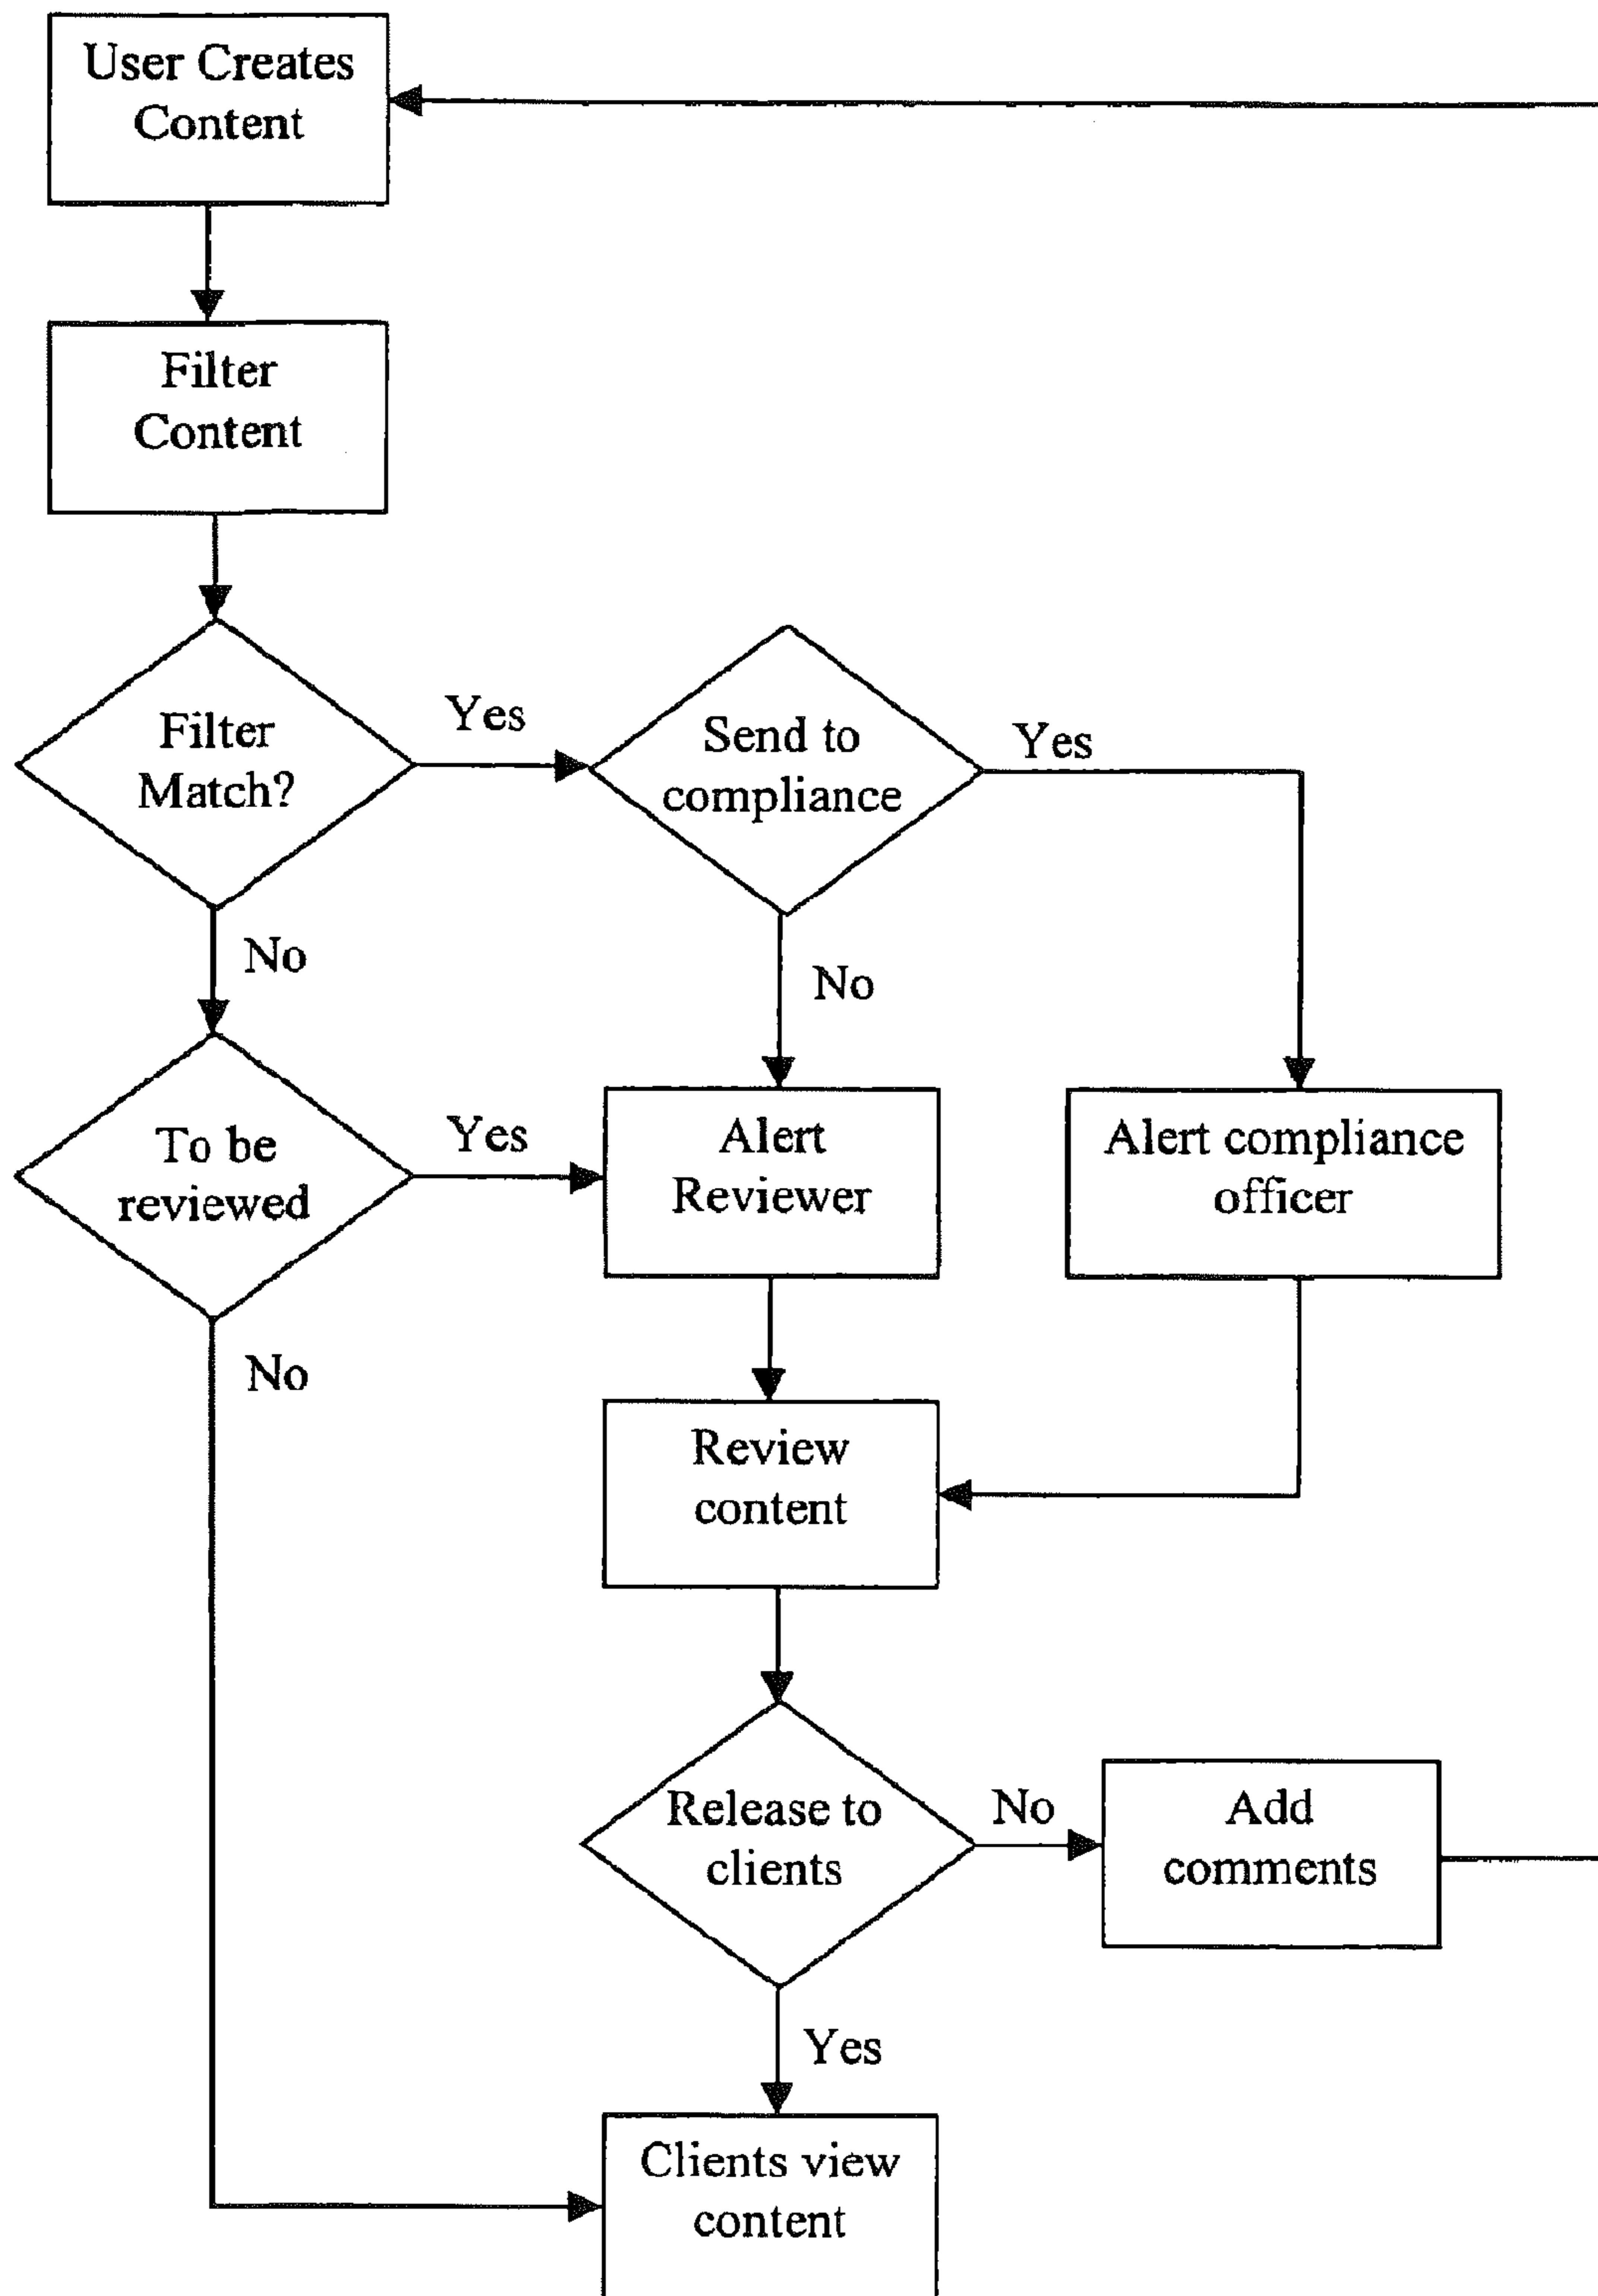 User Creates
Content
Filter
Content
Filter
Match?
Yes
Send to
compliance
Yes
No
No
To be
reviewed
Yes
Alert
Reviewer
Alert compliance
officer
No
Review
content
Release to
clients
No
Add
comments
Yes
Clients view
content